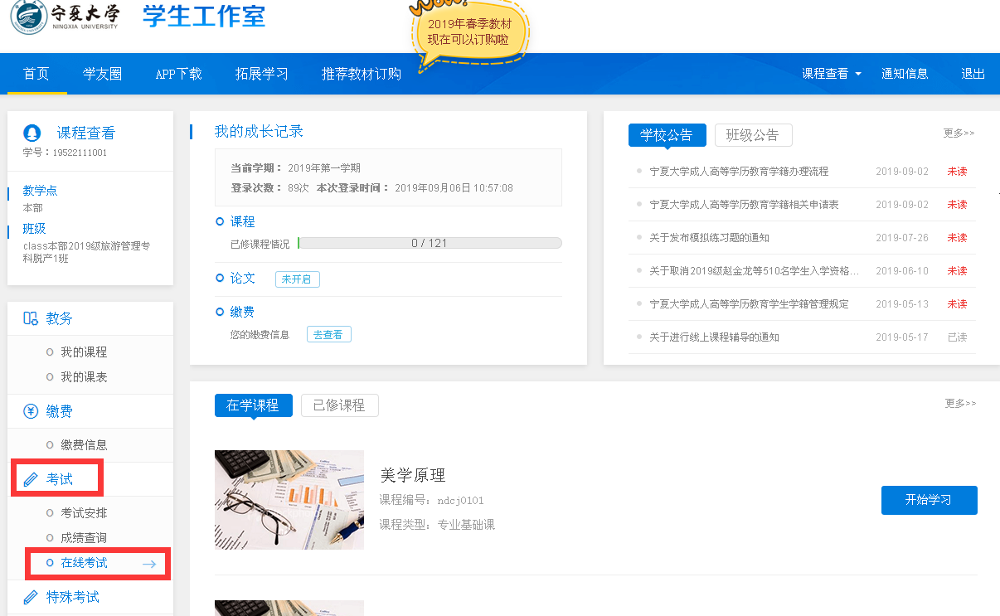 宁夏大学
NINGXIA UNIVERSITY
学生工作室
Wow!
2019年春季教材
现在可以订购啦
首页 学友圈 APP下载 拓展学习 推荐教材订购 课程查看 通知信息 退出
课程查看
学号：19522111001
教学点
本部
班级
class本部2019级旅游管理专
科脱产1班
教务
我的课程
我的课表
缴费
缴费信息
考试
考试安排
成绩查询
在线考试
特殊考试
我的成长记录
当前学期： 2019年第一学期
登录次数： 89次 本次登录时间： 2019年09月06日 10:57:08
课程
已修课程情况 0 / 121
论文 未开启
缴费
您的缴费信息 去查看
学校公告 班级公告 更多>>
宁夏大学成人高等学历教育学籍办理流程 2019-09-02 未读
宁夏大学成人高等学历教育学籍相关申请表 2019-09-02 未读
关于发布模拟练习题的通知 2019-07-26 未读
关于取消2019级赵金龙等510名学生入学资格... 2019-06-10 未读
宁夏大学成人高等学历教育学生学籍管理规定 2019-05-13 未读
关于进行线上课程辅导的通知 2019-05-17 已读
在学课程 已修课程 更多>>
美学原理
课程编号：ndcj0101
课程类型：专业基础课
开始学习